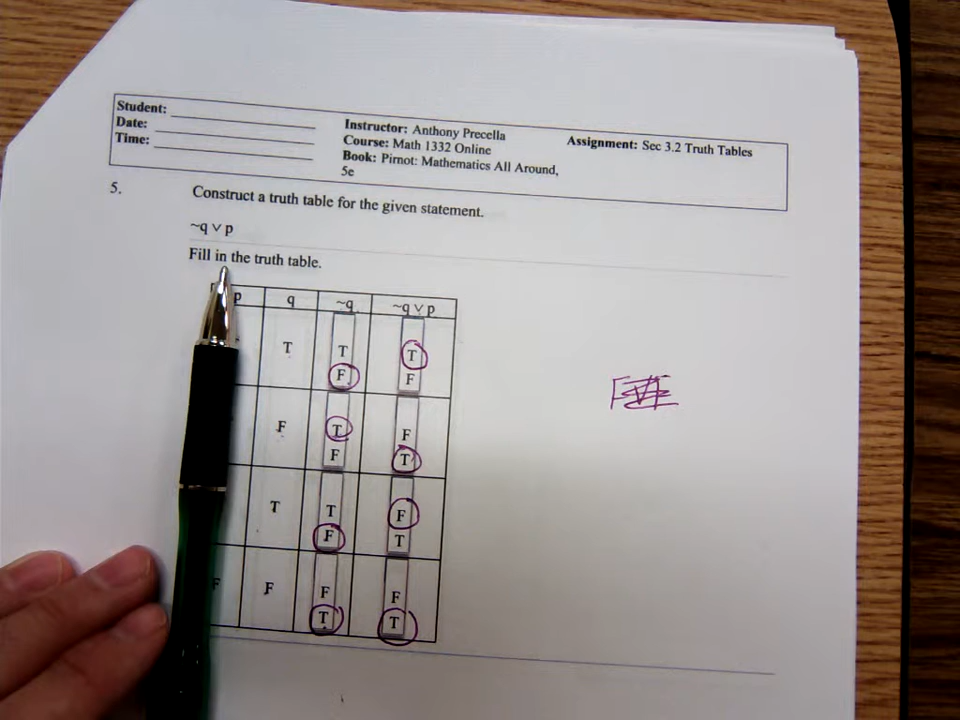 Student:
Date:
Time:
Instructor: Anthony Precella
Course: Math 1332 Online
Book: Pirnot: Mathematics All Around,
5e
Assignment: Sec 3.2 Truth Tables
5.
Construct a truth table for the given statement.
~q ∨ p
Fill in the truth table.
p q ~q ~q ∨ p
T T T
F F
F T F
F T
T T F
F T
F F F F
T T